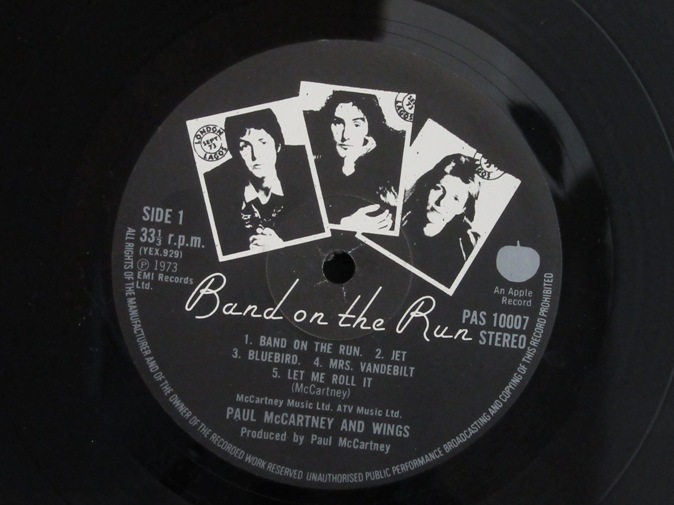 LONDON
SEPT
73
LAGOS
LAGOS
LAGOS
SIDE 1
33⅓ r.p.m.
(YEX.929)
Ⓟ 1973
EMI Records
Ltd.
An Apple
Record
Band on the Run
PAS 10007
STEREO
1. BAND ON THE RUN. 2. JET
3. BLUEBIRD. 4. MRS. VANDEBILT
5. LET ME ROLL IT
(McCartney)
McCartney Music Ltd. ATV Music Ltd.
PAUL McCARTNEY AND WINGS
Produced by Paul McCartney
ALL RIGHTS OF THE MANUFACTURER AND OF THE OWNER OF THE RECORDED WORK RESERVED UNAUTHORISED PUBLIC PERFORMANCE BROADCASTING AND COPYING OF THIS RECORD PROHIBITED